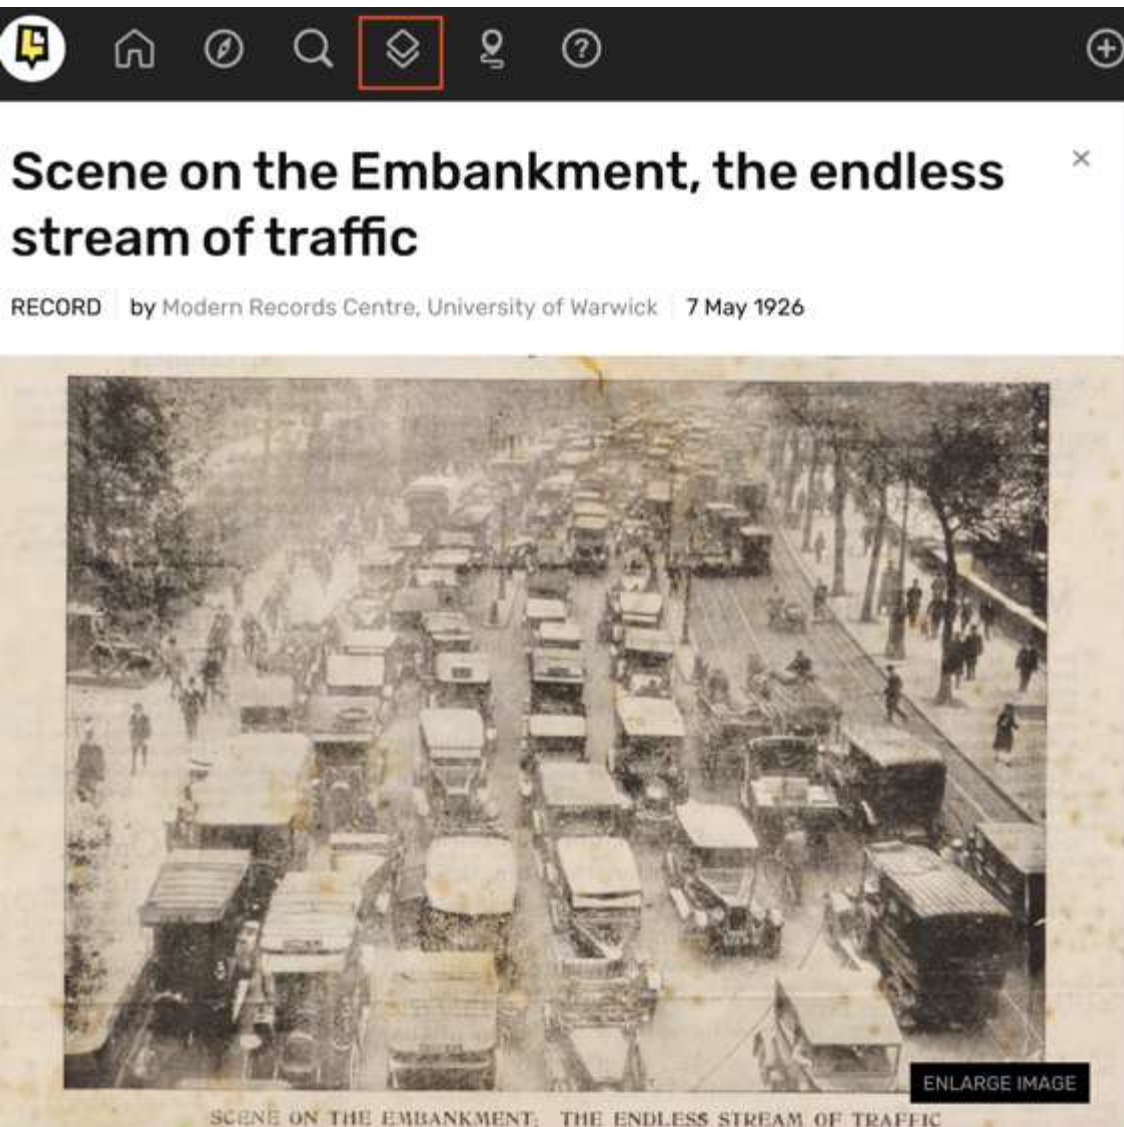 Scene on the Embankment, the endless
stream of traffic
RECORD by Modern Records Centre, University of Warwick 7 May 1926
ENLARGE IMAGE
SCENE ON THE EMBANKMENT: THE ENDLESS STREAM OF TRAFFIC